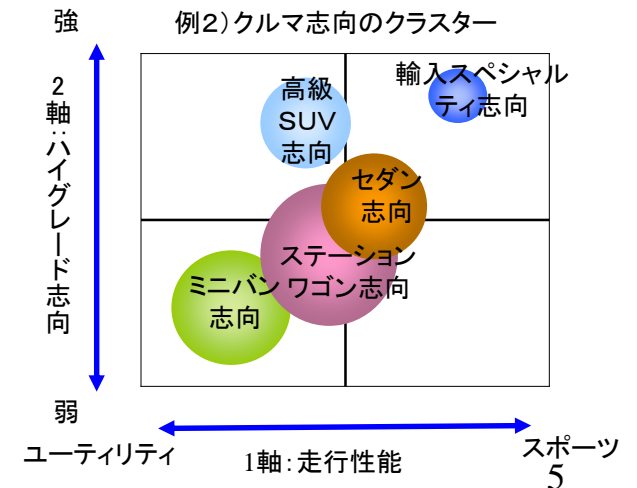 強
例2）クルマ志向のクラスター
2軸：ハイグレード志向
高級
SUV
志向
輸入スペシャル
ティ志向
セダン
志向
ステーション
ワゴン志向
ミニバン
志向
弱
ユーティリティ
1軸：走行性能
スポーツ
5